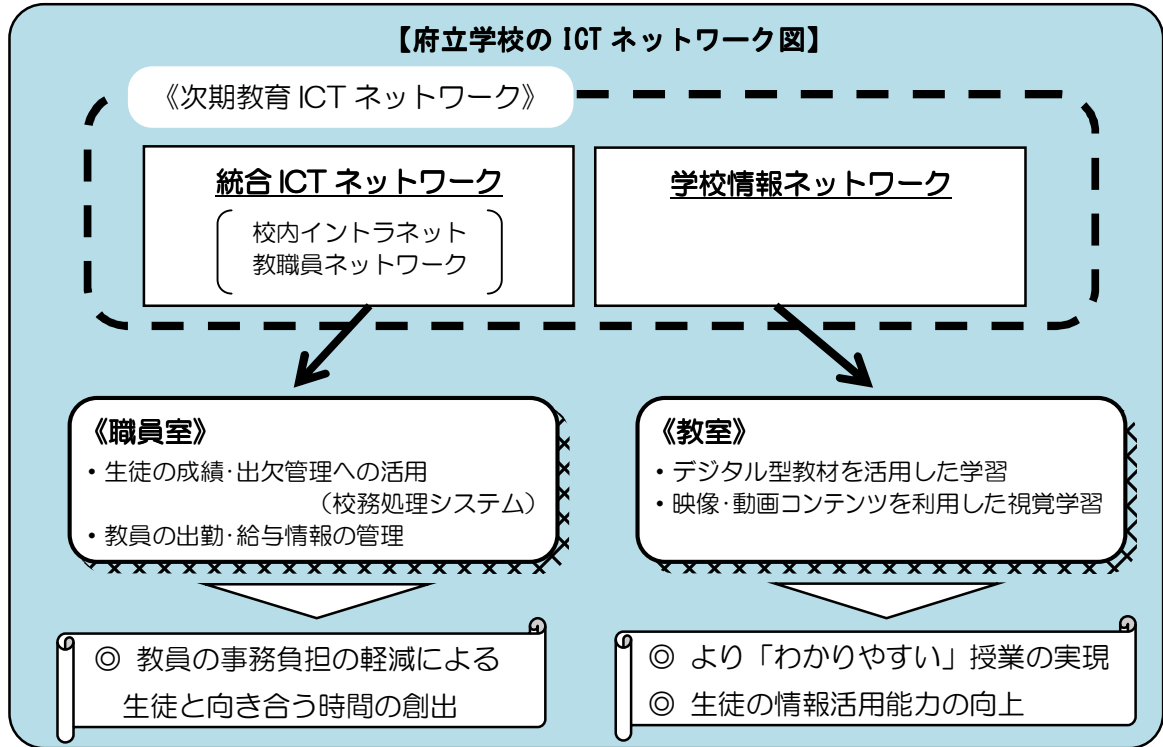 【府立学校の ICT ネットワーク図】
《次期教育 ICT ネットワーク》
統合 ICT ネットワーク
校内イントラネット
教職員ネットワーク
学校情報ネットワーク
《職員室》
・生徒の成績・出欠管理への活用
（校務処理システム）
・教員の出勤・給与情報の管理
《教室》
・デジタル型教材を活用した学習
・映像・動画コンテンツを利用した視覚学習
◎ 教員の事務負担の軽減による
生徒と向き合う時間の創出
◎ より「わかりやすい」授業の実現
◎ 生徒の情報活用能力の向上